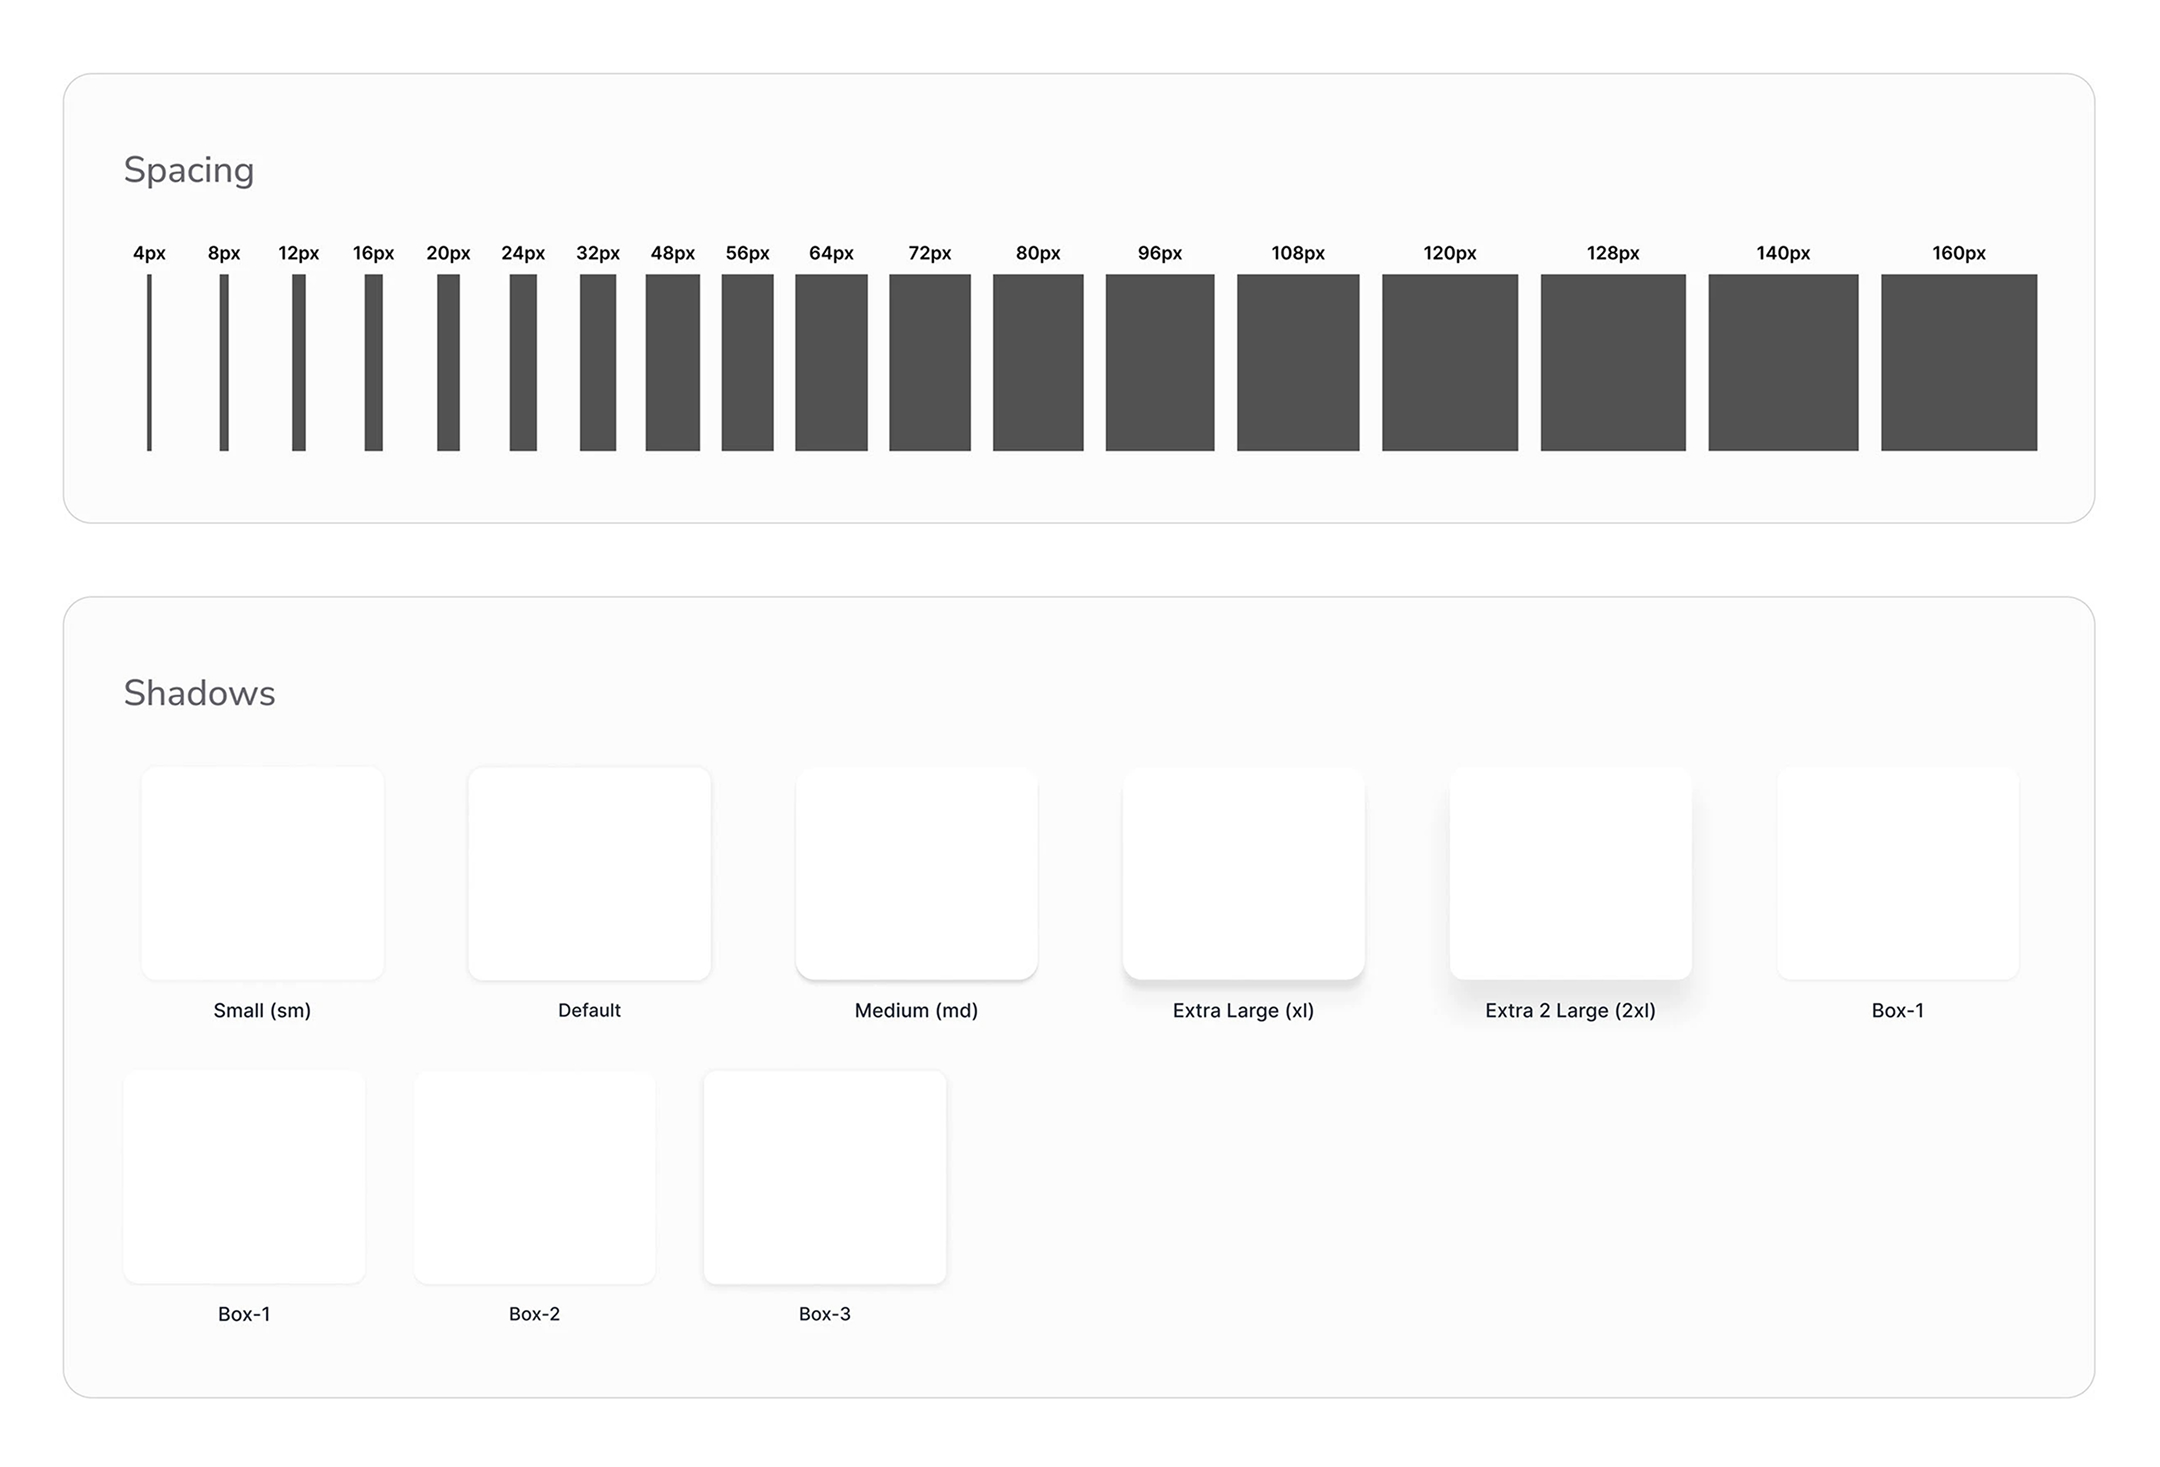 Spacing
4px 8px 12px 16px 20px 24px 32px 48px 56px 64px 72px 80px 96px 108px 120px 128px 140px 160px
Shadows
Small (sm) Default Medium (md) Extra Large (xl) Extra 2 Large (2xl) Box-1
Box-1 Box-2 Box-3